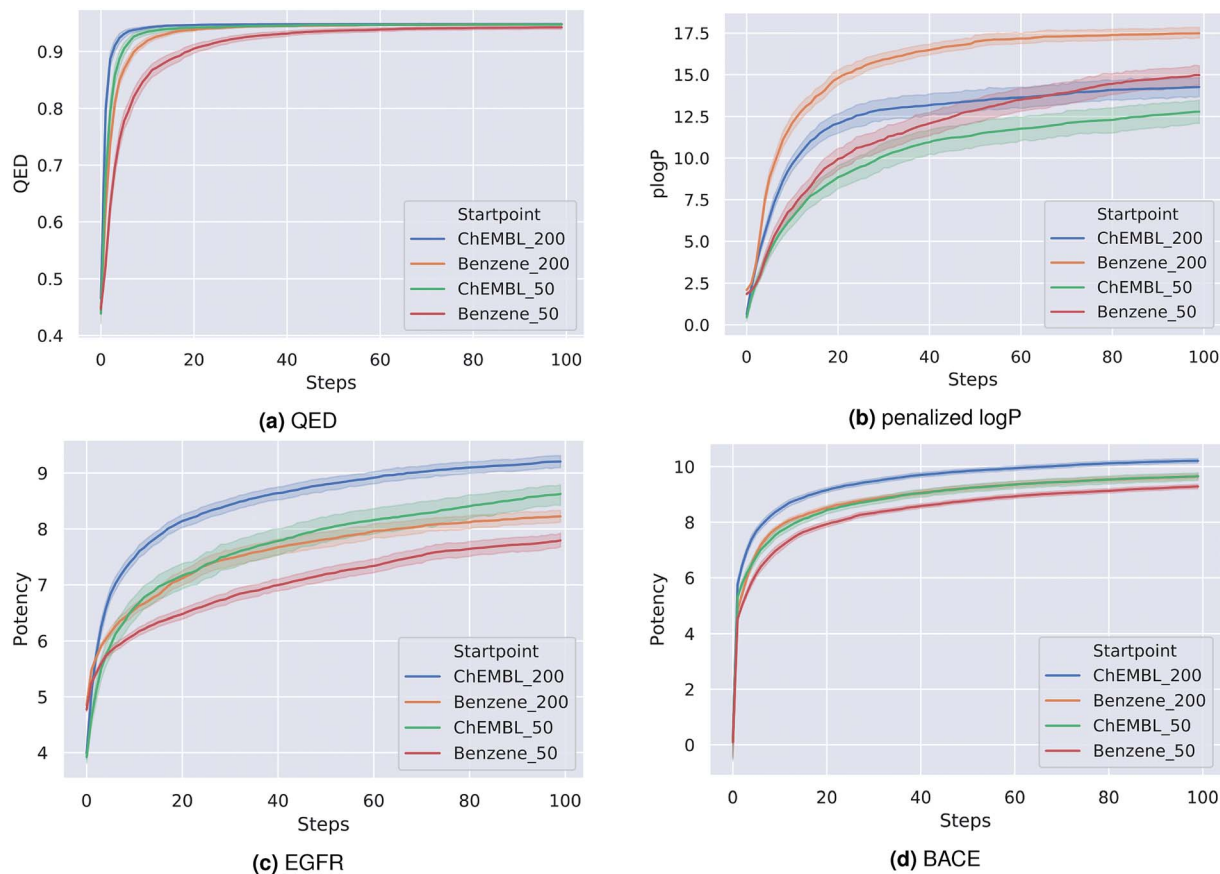 QED
0.9
0.8
0.7
0.6
0.5
0.4
0 20 40 60 80 100
Steps
Startpoint
ChEMBL_200
Benzene_200
ChEMBL_50
Benzene_50
(a) QED
plogP
17.5
15.0
12.5
10.0
7.5
5.0
2.5
0.0
0 20 40 60 80 100
Steps
Startpoint
ChEMBL_200
Benzene_200
ChEMBL_50
Benzene_50
(b) penalized logP
Potency
9
8
7
6
5
4
0 20 40 60 80 100
Steps
Startpoint
ChEMBL_200
Benzene_200
ChEMBL_50
Benzene_50
(c) EGFR
Potency
10
8
6
4
2
0
0 20 40 60 80 100
Steps
Startpoint
ChEMBL_200
Benzene_200
ChEMBL_50
Benzene_50
(d) BACE